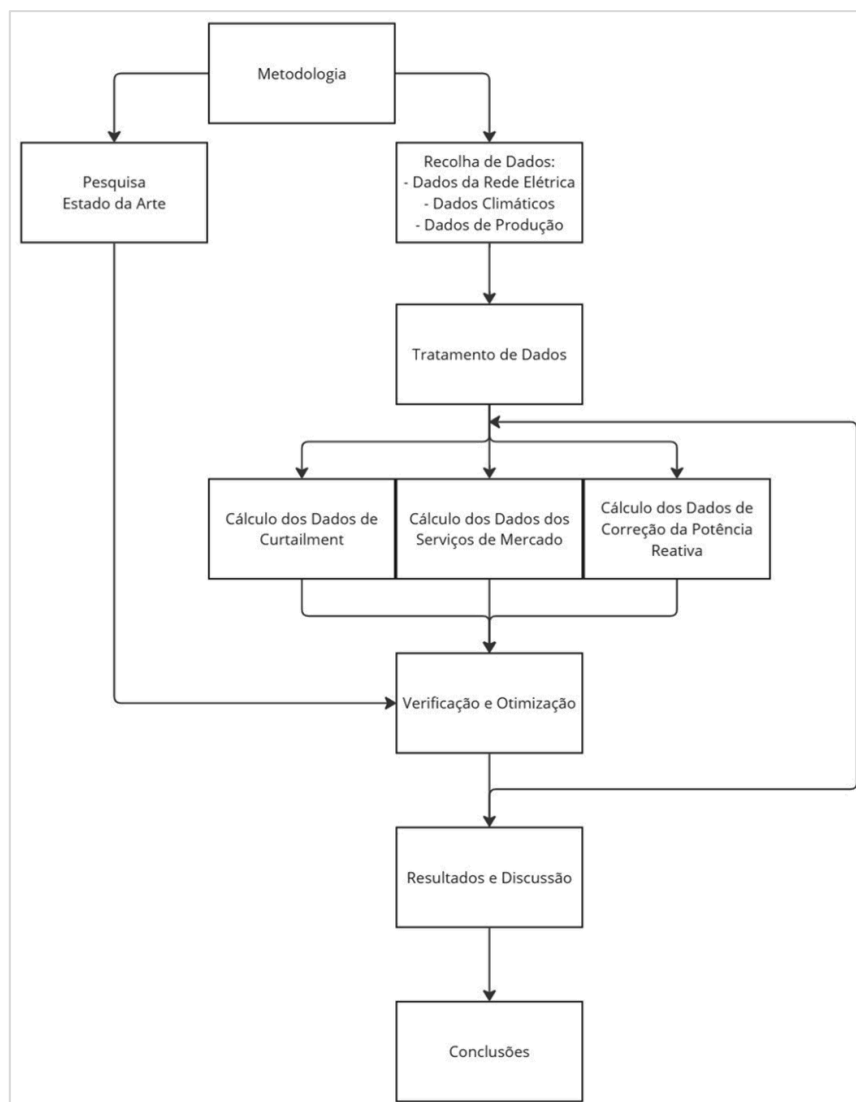 Metodologia
Pesquisa
Estado da Arte
Recolha de Dados:
- Dados da Rede Elétrica
- Dados Climáticos
- Dados de Produção
Tratamento de Dados
Cálculo dos Dados de
Curtailment
Cálculo dos Dados dos
Serviços de Mercado
Cálculo dos Dados de
Correção da Potência
Reativa
Verificação e Otimização
Resultados e Discussão
Conclusões